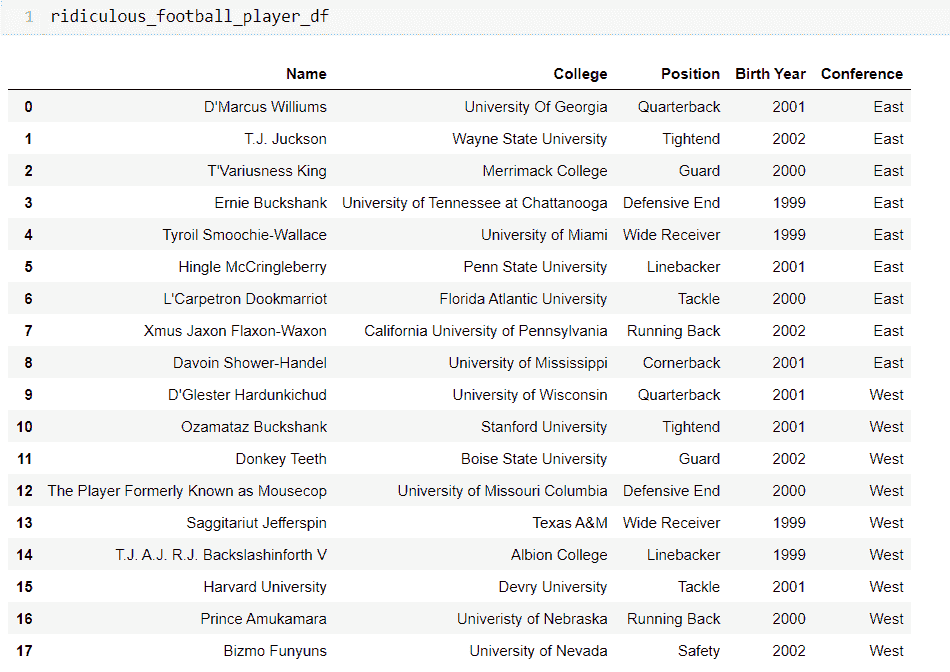 1 ridiculous_football_player_df
Name College Position Birth Year Conference
0 D'Marcus Williums University Of Georgia Quarterback 2001 East
1 T.J. Juckson Wayne State University Tightend 2002 East
2 T'Variusness King Merrimack College Guard 2000 East
3 Ernie Buckshank University of Tennessee at Chattanooga Defensive End 1999 East
4 Tyroil Smoochie-Wallace University of Miami Wide Receiver 1999 East
5 Hingle McCringleberry Penn State University Linebacker 2001 East
6 L'Carpetron Dookmarriot Florida Atlantic University Tackle 2000 East
7 Xmus Jaxon Flaxon-Waxon California University of Pennsylvania Running Back 2002 East
8 Davoin Shower-Handel University of Mississippi Cornerback 2001 East
9 D'Glester Hardunkichud University of Wisconsin Quarterback 2001 West
10 Ozamataz Buckshank Stanford University Tightend 2001 West
11 Donkey Teeth Boise State University Guard 2002 West
12 The Player Formerly Known as Mousecop University of Missouri Columbia Defensive End 2000 West
13 Saggitariut Jefferspin Texas A&M Wide Receiver 1999 West
14 T.J. A.J. R.J. Backslashinforth V Albion College Linebacker 1999 West
15 Harvard University Devry University Tackle 2001 West
16 Prince Amukamara Univeristy of Nebraska Running Back 2000 West
17 Bizmo Funyuns University of Nevada Safety 2002 West